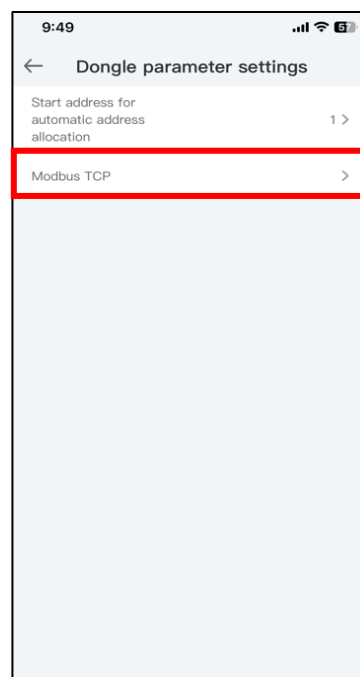 9:49
Dongle parameter settings
Start address for
automatic address
allocation
1
Modbus TCP